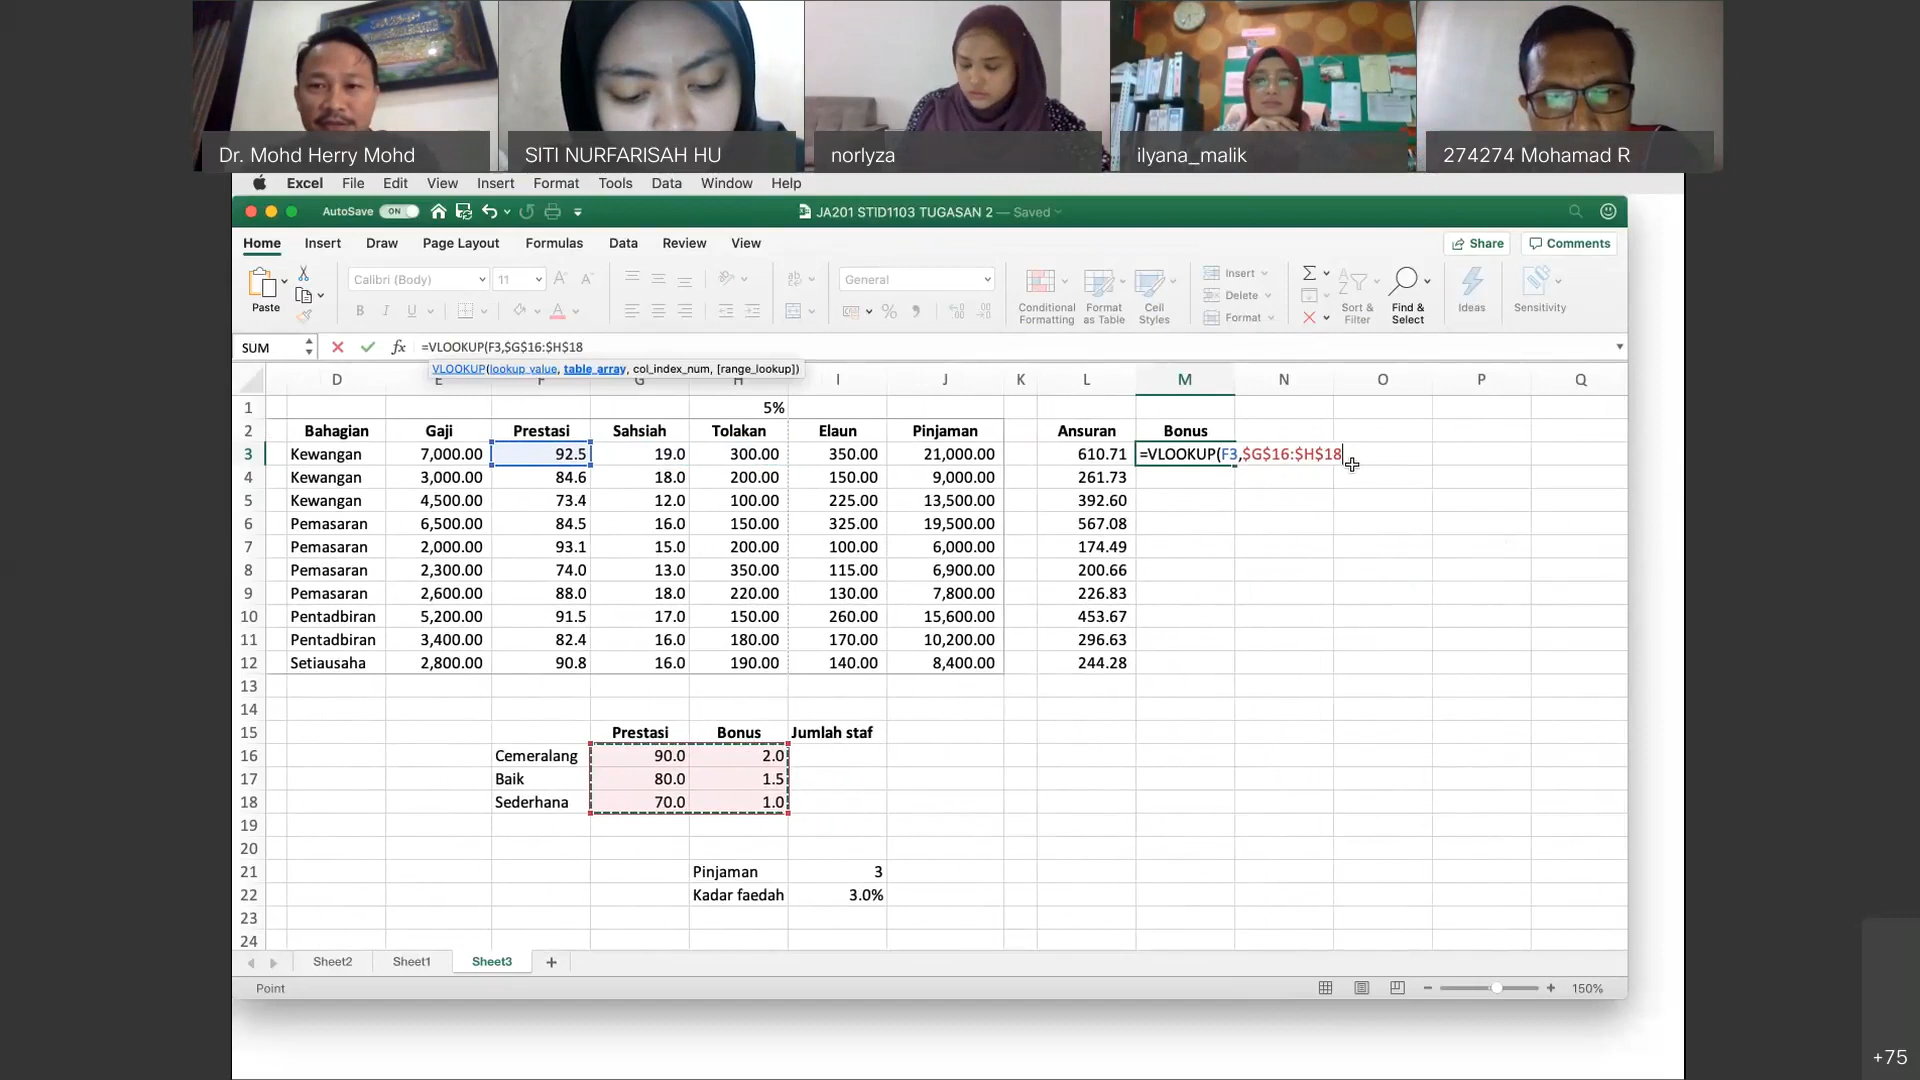 Dr. Mohd Herry Mohd
SITI NURFARISAH HU
norlyza
ilyana_malik
274274 Mohamad R
Excel File Edit View Insert Format Tools Data Window Help
AutoSave ON JA201 STID1103 TUGASAN 2 — Saved
Home Insert Draw Page Layout Formulas Data Review View Share Comments
Paste Calibri (Body) 11 A A ab General Insert Σ
B I U A % , Delete
Conditional Formatting Format as Table Cell Styles Format Sort & Filter Find & Select Ideas Sensitivity
SUM fx =VLOOKUP(F3,$G$16:$H$18
VLOOKUP(lookup_value, table_array, col_index_num, [range_lookup])
D E F G H I J K L M N O P Q
1 5%
2 Bahagian Gaji Prestasi Sahsiah Tolakan Elaun Pinjaman Ansuran Bonus
3 Kewangan 7,000.00 92.5 19.0 300.00 350.00 21,000.00 610.71 =VLOOKUP(F3,$G$16:$H$18
4 Kewangan 3,000.00 84.6 18.0 200.00 150.00 9,000.00 261.73
5 Kewangan 4,500.00 73.4 12.0 100.00 225.00 13,500.00 392.60
6 Pemasaran 6,500.00 84.5 16.0 150.00 325.00 19,500.00 567.08
7 Pemasaran 2,000.00 93.1 15.0 200.00 100.00 6,000.00 174.49
8 Pemasaran 2,300.00 74.0 13.0 350.00 115.00 6,900.00 200.66
9 Pemasaran 2,600.00 88.0 18.0 220.00 130.00 7,800.00 226.83
10 Pentadbiran 5,200.00 91.5 17.0 150.00 260.00 15,600.00 453.67
11 Pentadbiran 3,400.00 82.4 16.0 180.00 170.00 10,200.00 296.63
12 Setiausaha 2,800.00 90.8 16.0 190.00 140.00 8,400.00 244.28
13
14
15 Prestasi Bonus Jumlah staf
16 Cemeralang 90.0 2.0
17 Baik 80.0 1.5
18 Sederhana 70.0 1.0
19
20
21 Pinjaman 3
22 Kadar faedah 3.0%
23
24
Sheet2 Sheet1 Sheet3 +
Point − + 150%
+75